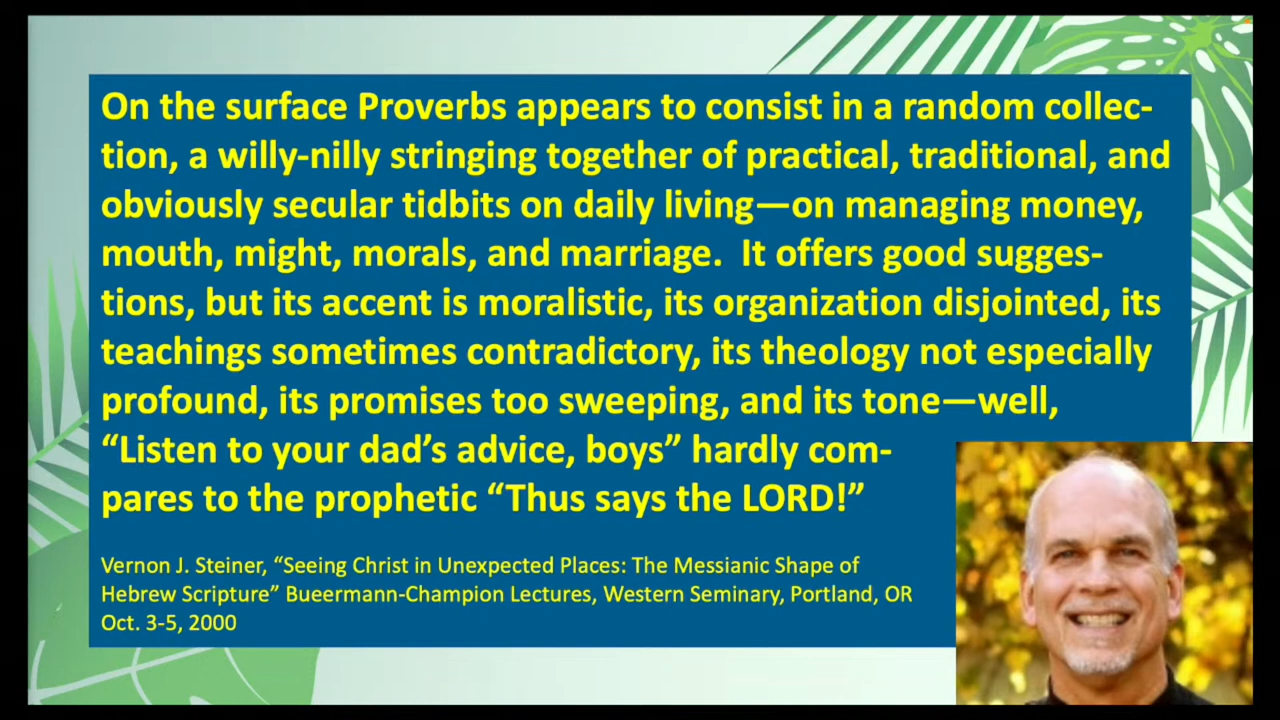 On the surface Proverbs appears to consist in a random collec-
tion, a willy-nilly stringing together of practical, traditional, and
obviously secular tidbits on daily living—on managing money,
mouth, might, morals, and marriage.  It offers good sugges-
tions, but its accent is moralistic, its organization disjointed, its
teachings sometimes contradictory, its theology not especially
profound, its promises too sweeping, and its tone—well,
“Listen to your dad’s advice, boys” hardly com-
pares to the prophetic “Thus says the LORD!”
Vernon J. Steiner, “Seeing Christ in Unexpected Places: The Messianic Shape of
Hebrew Scripture” Bueermann-Champion Lectures, Western Seminary, Portland, OR
Oct. 3-5, 2000